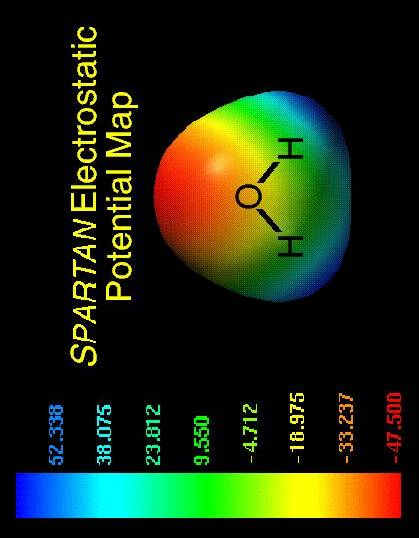 SPARTAN Electrostatic
Potential Map
H
O
H
52.338
38.075
23.812
9.550
-4.712
-18.975
-33.237
-47.500